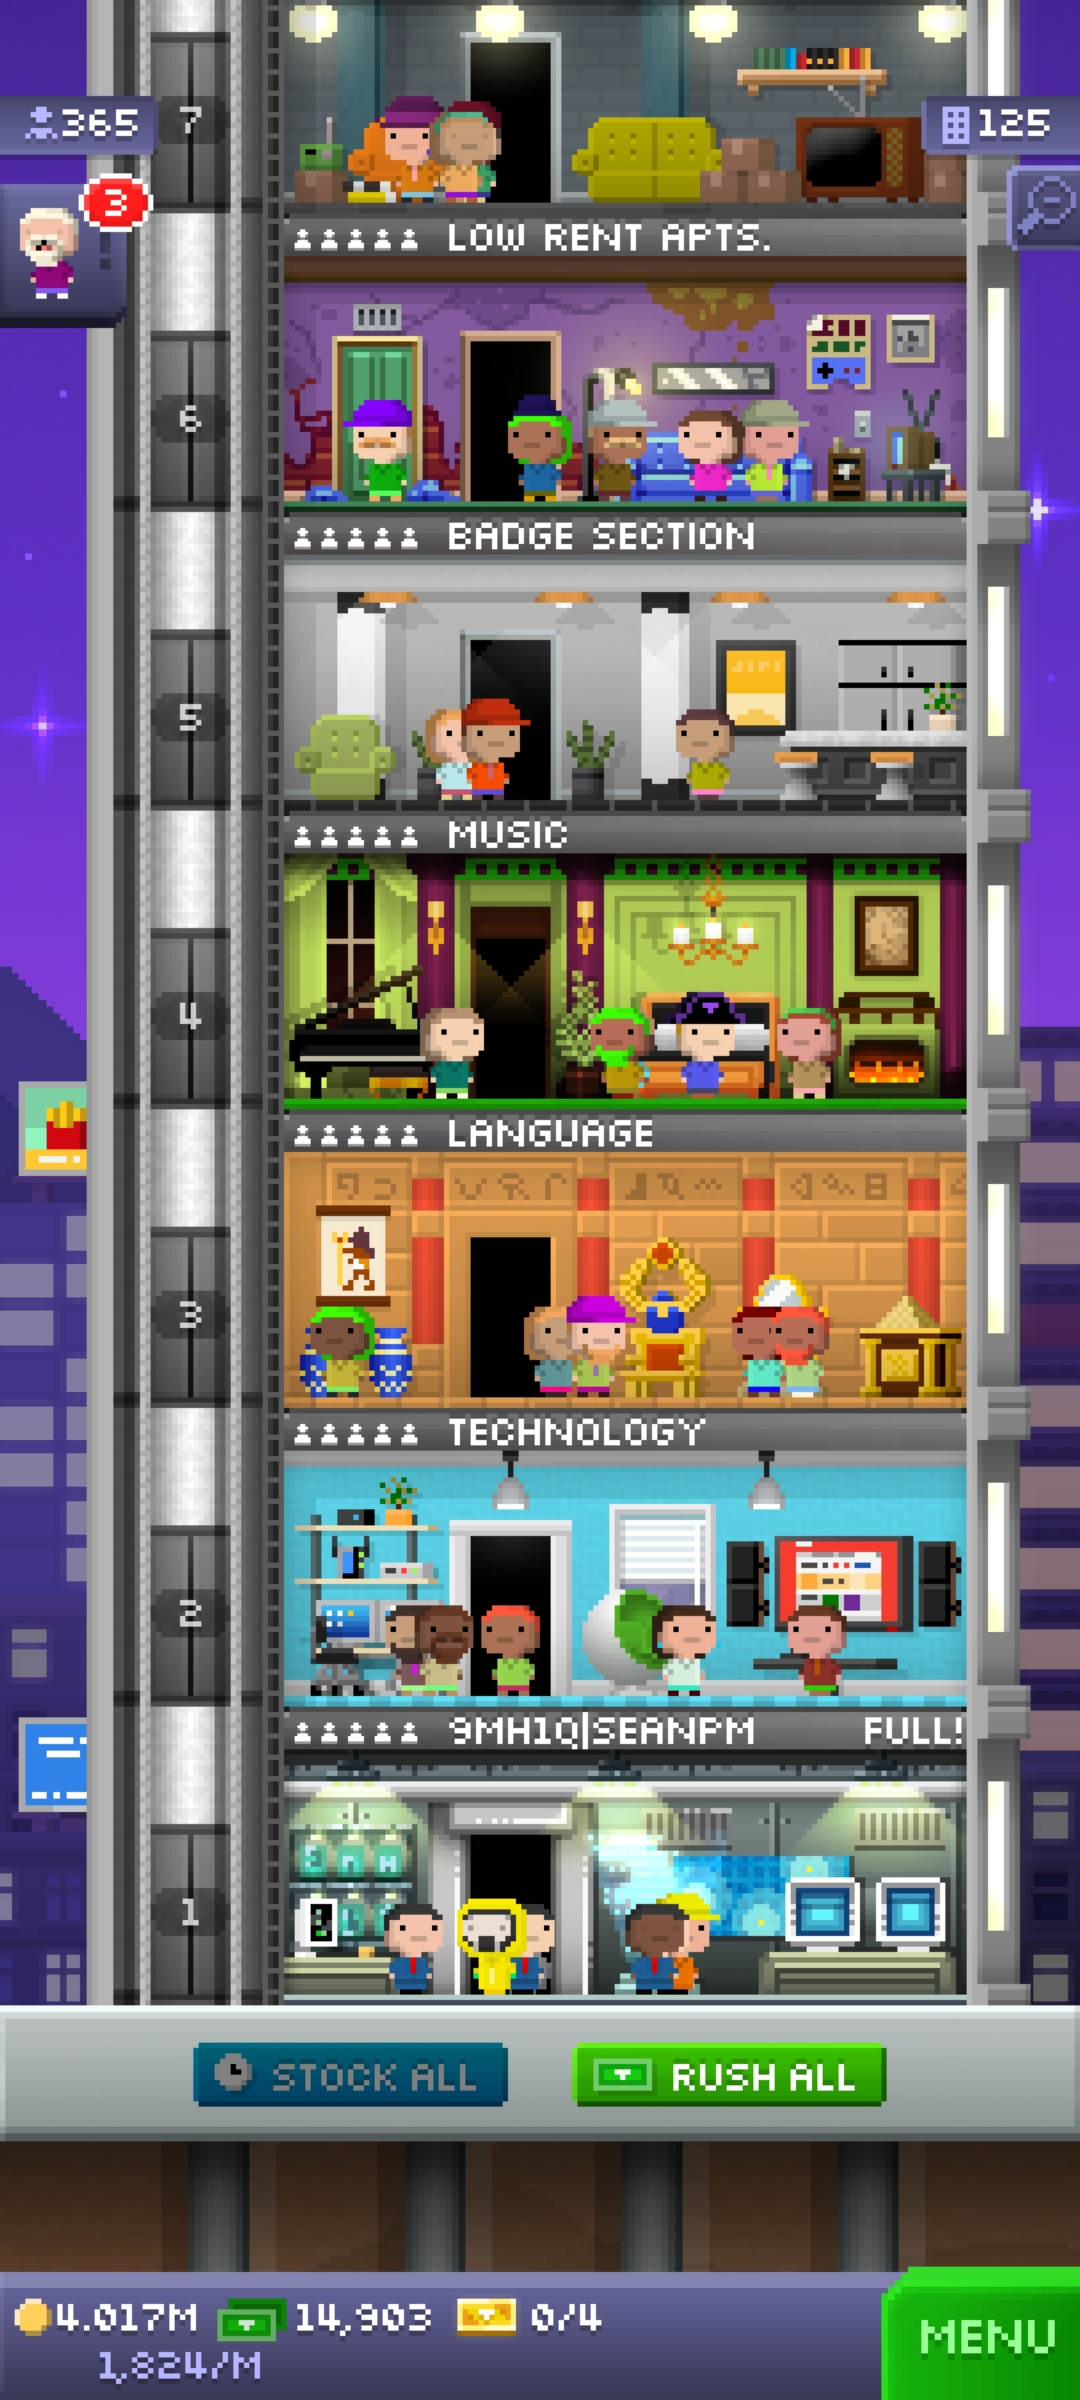 7
365
125
3
LOW RENT APTS.
6
BADGE SECTION
5
MUSIC
4
LANGUAGE
3
TECHNOLOGY
2
9MH1Q|SEANPM FULL!
1
STOCK ALL
RUSH ALL
4.017M 14,903 0/4
1,824/M
MENU